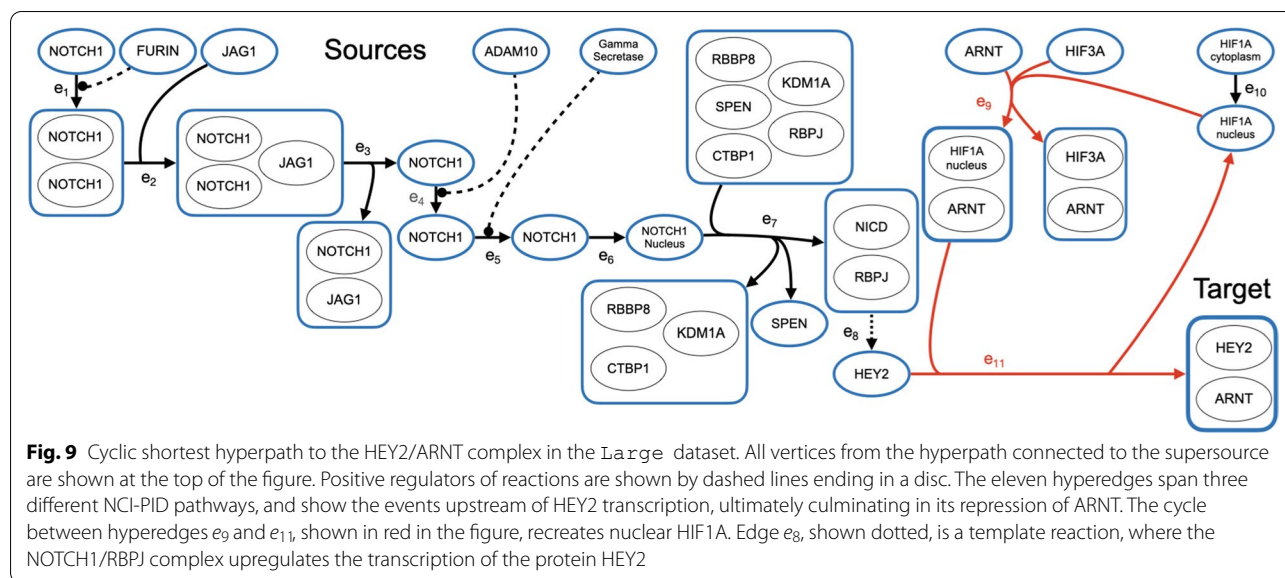 Sources
NOTCH1
FURIN
JAG1
ADAM10
Gamma
Secretase
ARNT
HIF3A
HIF1A
cytoplasm
e1
NOTCH1
NOTCH1
e2
NOTCH1
NOTCH1
JAG1
e3
NOTCH1
JAG1
NOTCH1
e4
NOTCH1
e5
NOTCH1
e6
NOTCH1
Nucleus
RBBP8
SPEN
CTBP1
KDM1A
RBPJ
e7
RBBP8
CTBP1
KDM1A
SPEN
NICD
RBPJ
e8
HEY2
e9
HIF1A
nucleus
ARNT
HIF3A
ARNT
e10
HIF1A
nucleus
e11
Target
HEY2
ARNT
Fig. 9 Cyclic shortest hyperpath to the HEY2/ARNT complex in the Large dataset. All vertices from the hyperpath connected to the supersource
are shown at the top of the figure. Positive regulators of reactions are shown by dashed lines ending in a disc. The eleven hyperedges span three
different NCI-PID pathways, and show the events upstream of HEY2 transcription, ultimately culminating in its repression of ARNT. The cycle
between hyperedges e9 and e11, shown in red in the figure, recreates nuclear HIF1A. Edge e8, shown dotted, is a template reaction, where the
NOTCH1/RBPJ complex upregulates the transcription of the protein HEY2